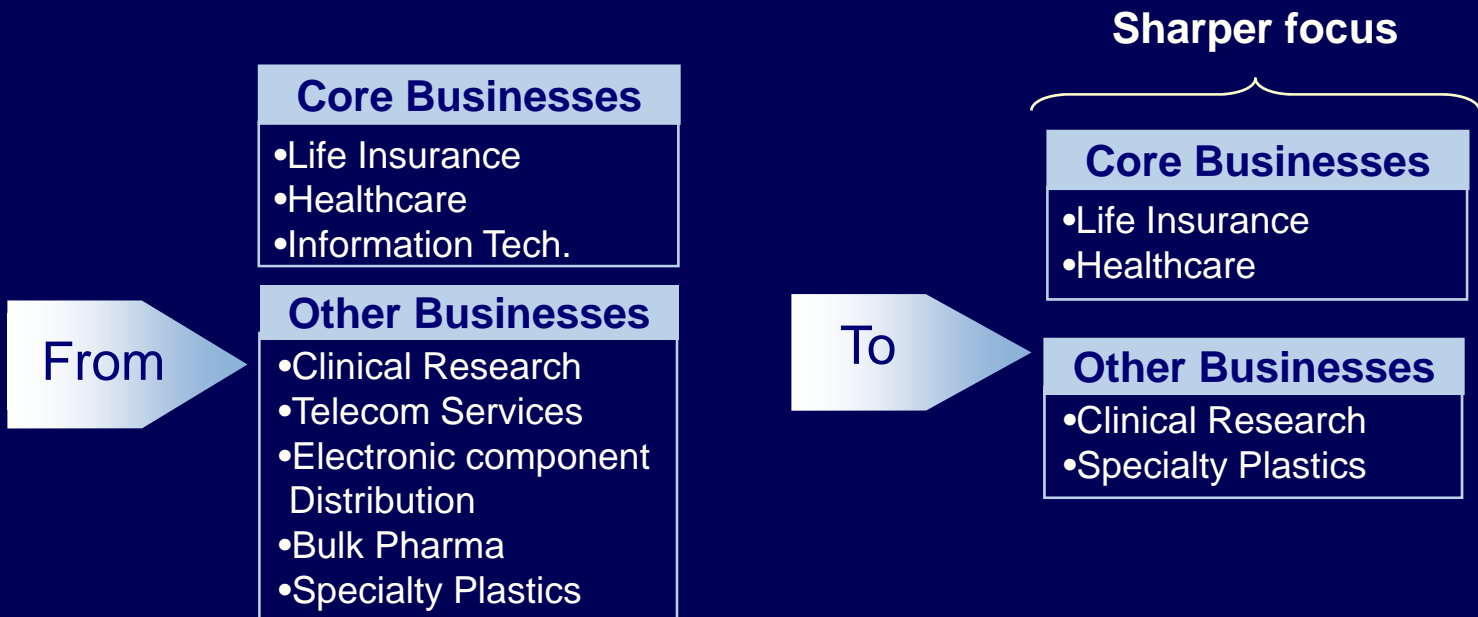 From
Core Businesses
•Life Insurance
•Healthcare
•Information Tech.
Other Businesses
•Clinical Research
•Telecom Services
•Electronic component
Distribution
•Bulk Pharma
•Specialty Plastics
To
Sharper focus
Core Businesses
•Life Insurance
•Healthcare
Other Businesses
•Clinical Research
•Specialty Plastics